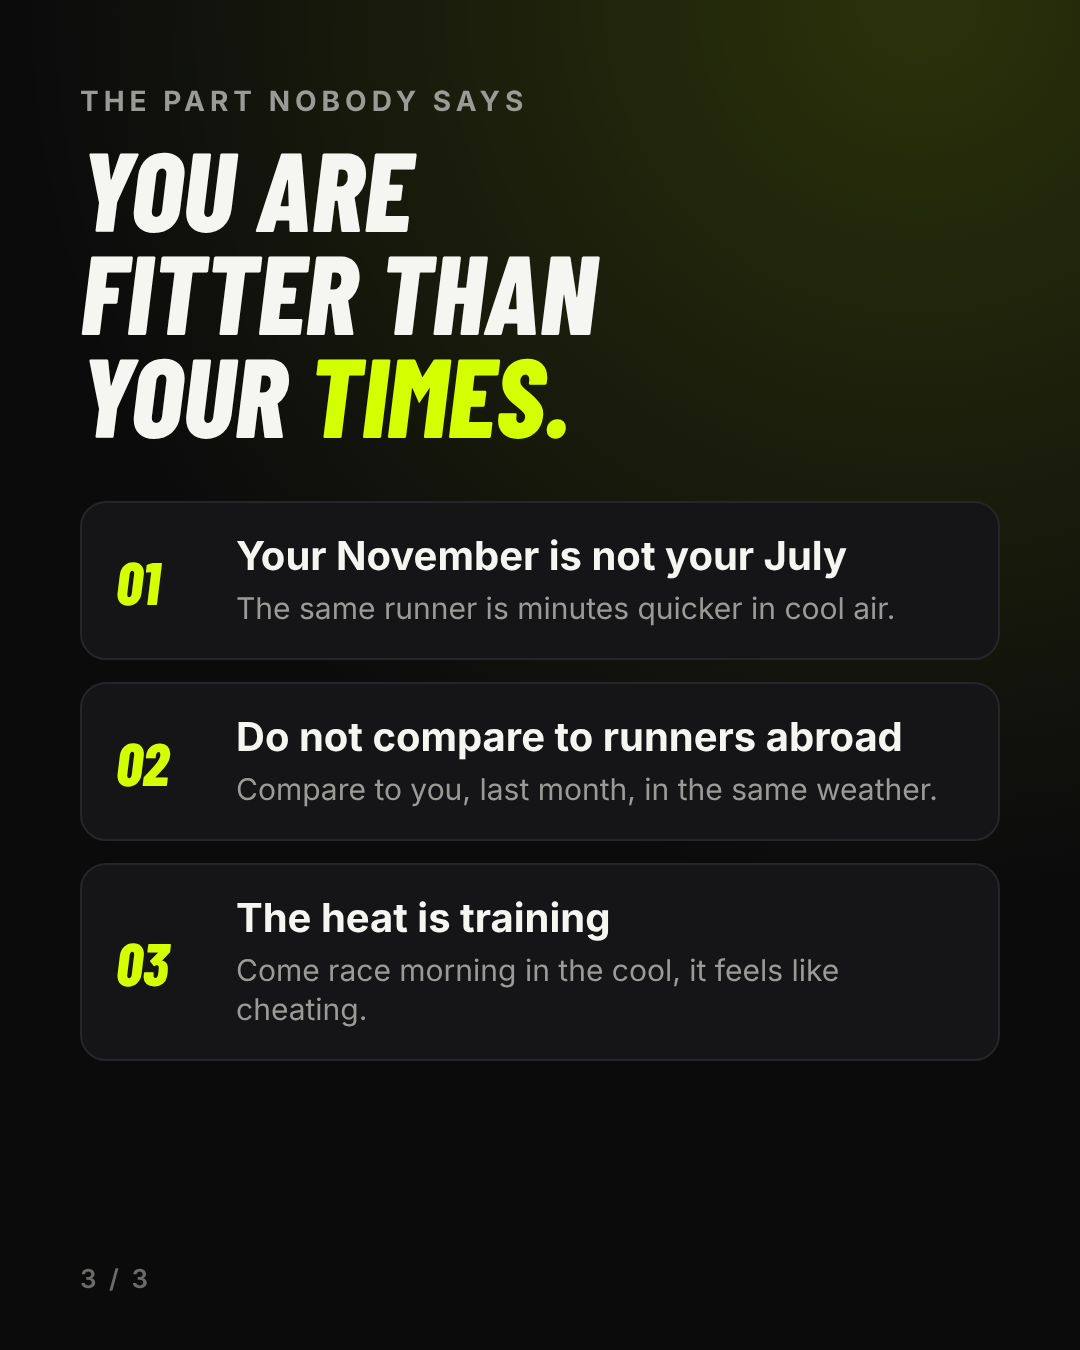 THE PART NOBODY SAYS
YOU ARE
FITTER THAN
YOUR TIMES.
01
Your November is not your July
The same runner is minutes quicker in cool air.
02
Do not compare to runners abroad
Compare to you, last month, in the same weather.
03
The heat is training
Come race morning in the cool, it feels like
cheating.
3 / 3